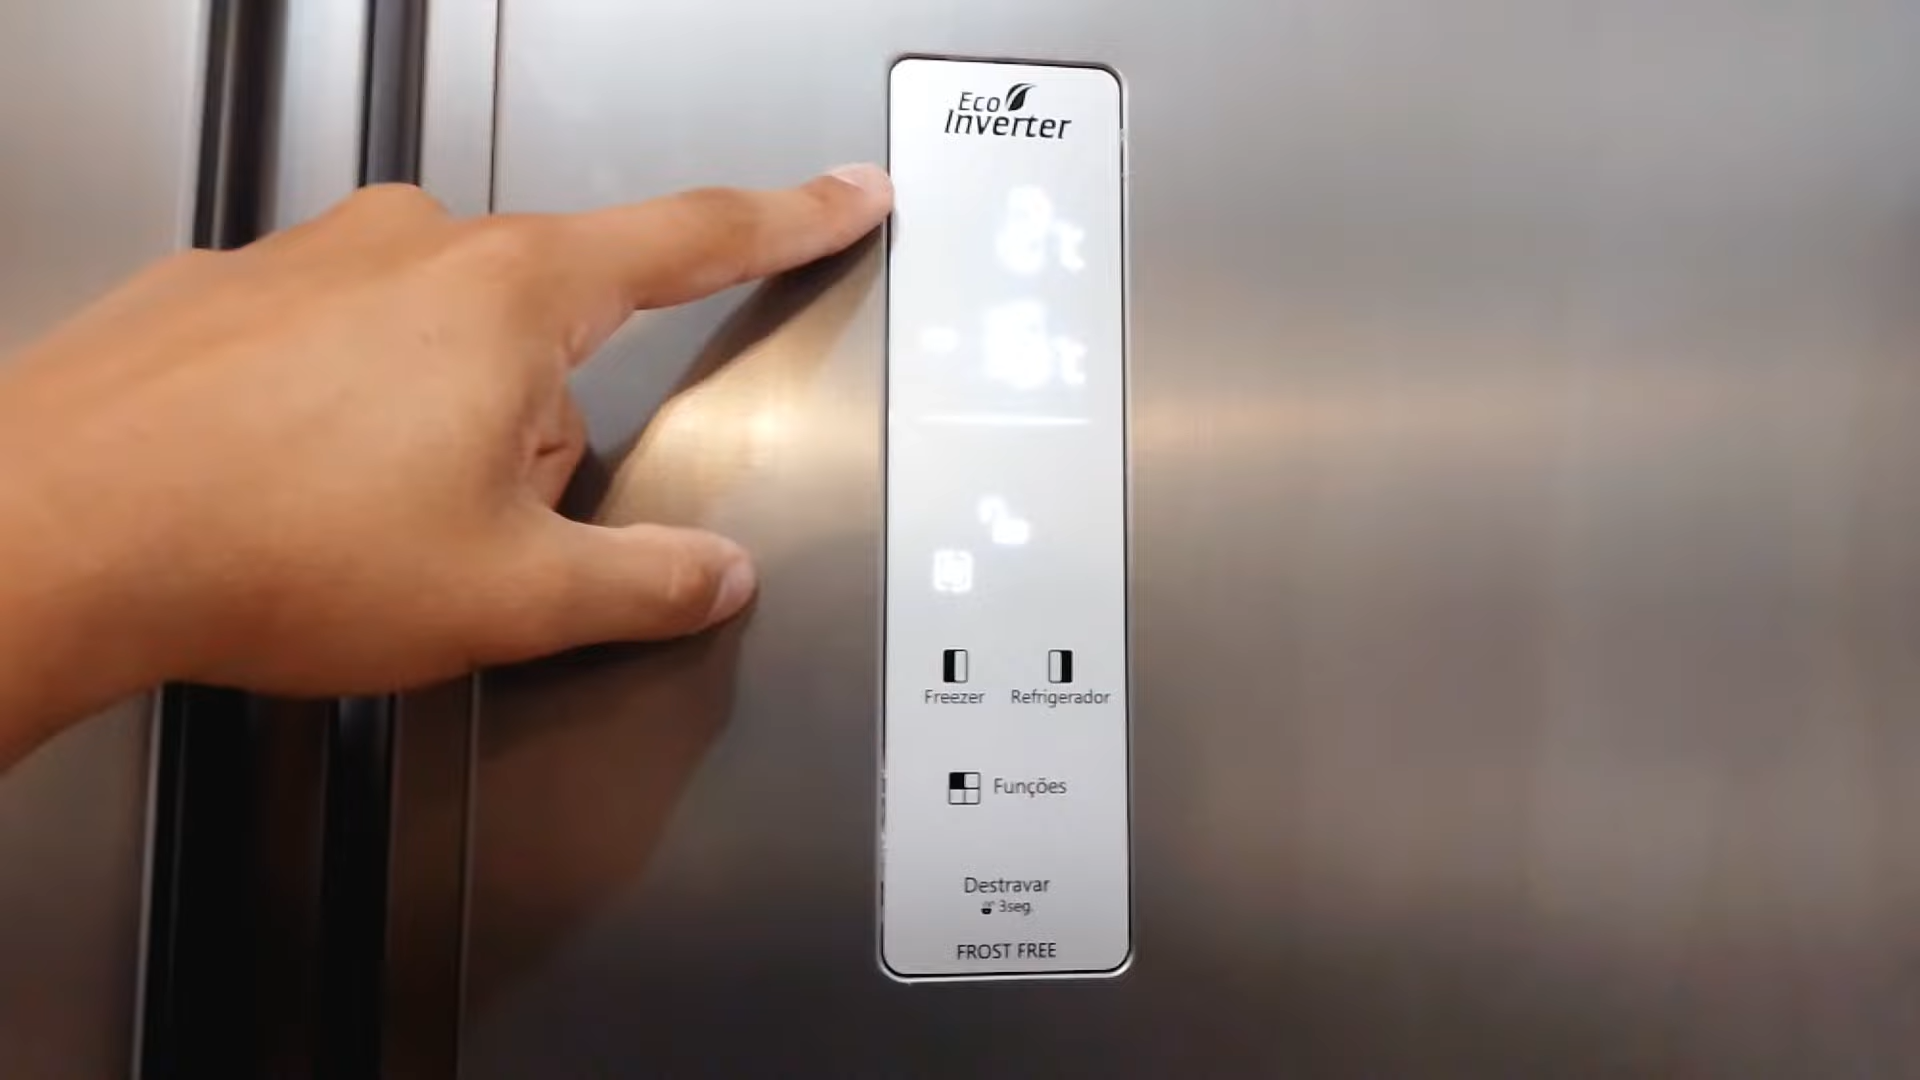 Eco
Inverter
Freezer
Refrigerador
Funções
Destravar
3seg.
FROST FREE